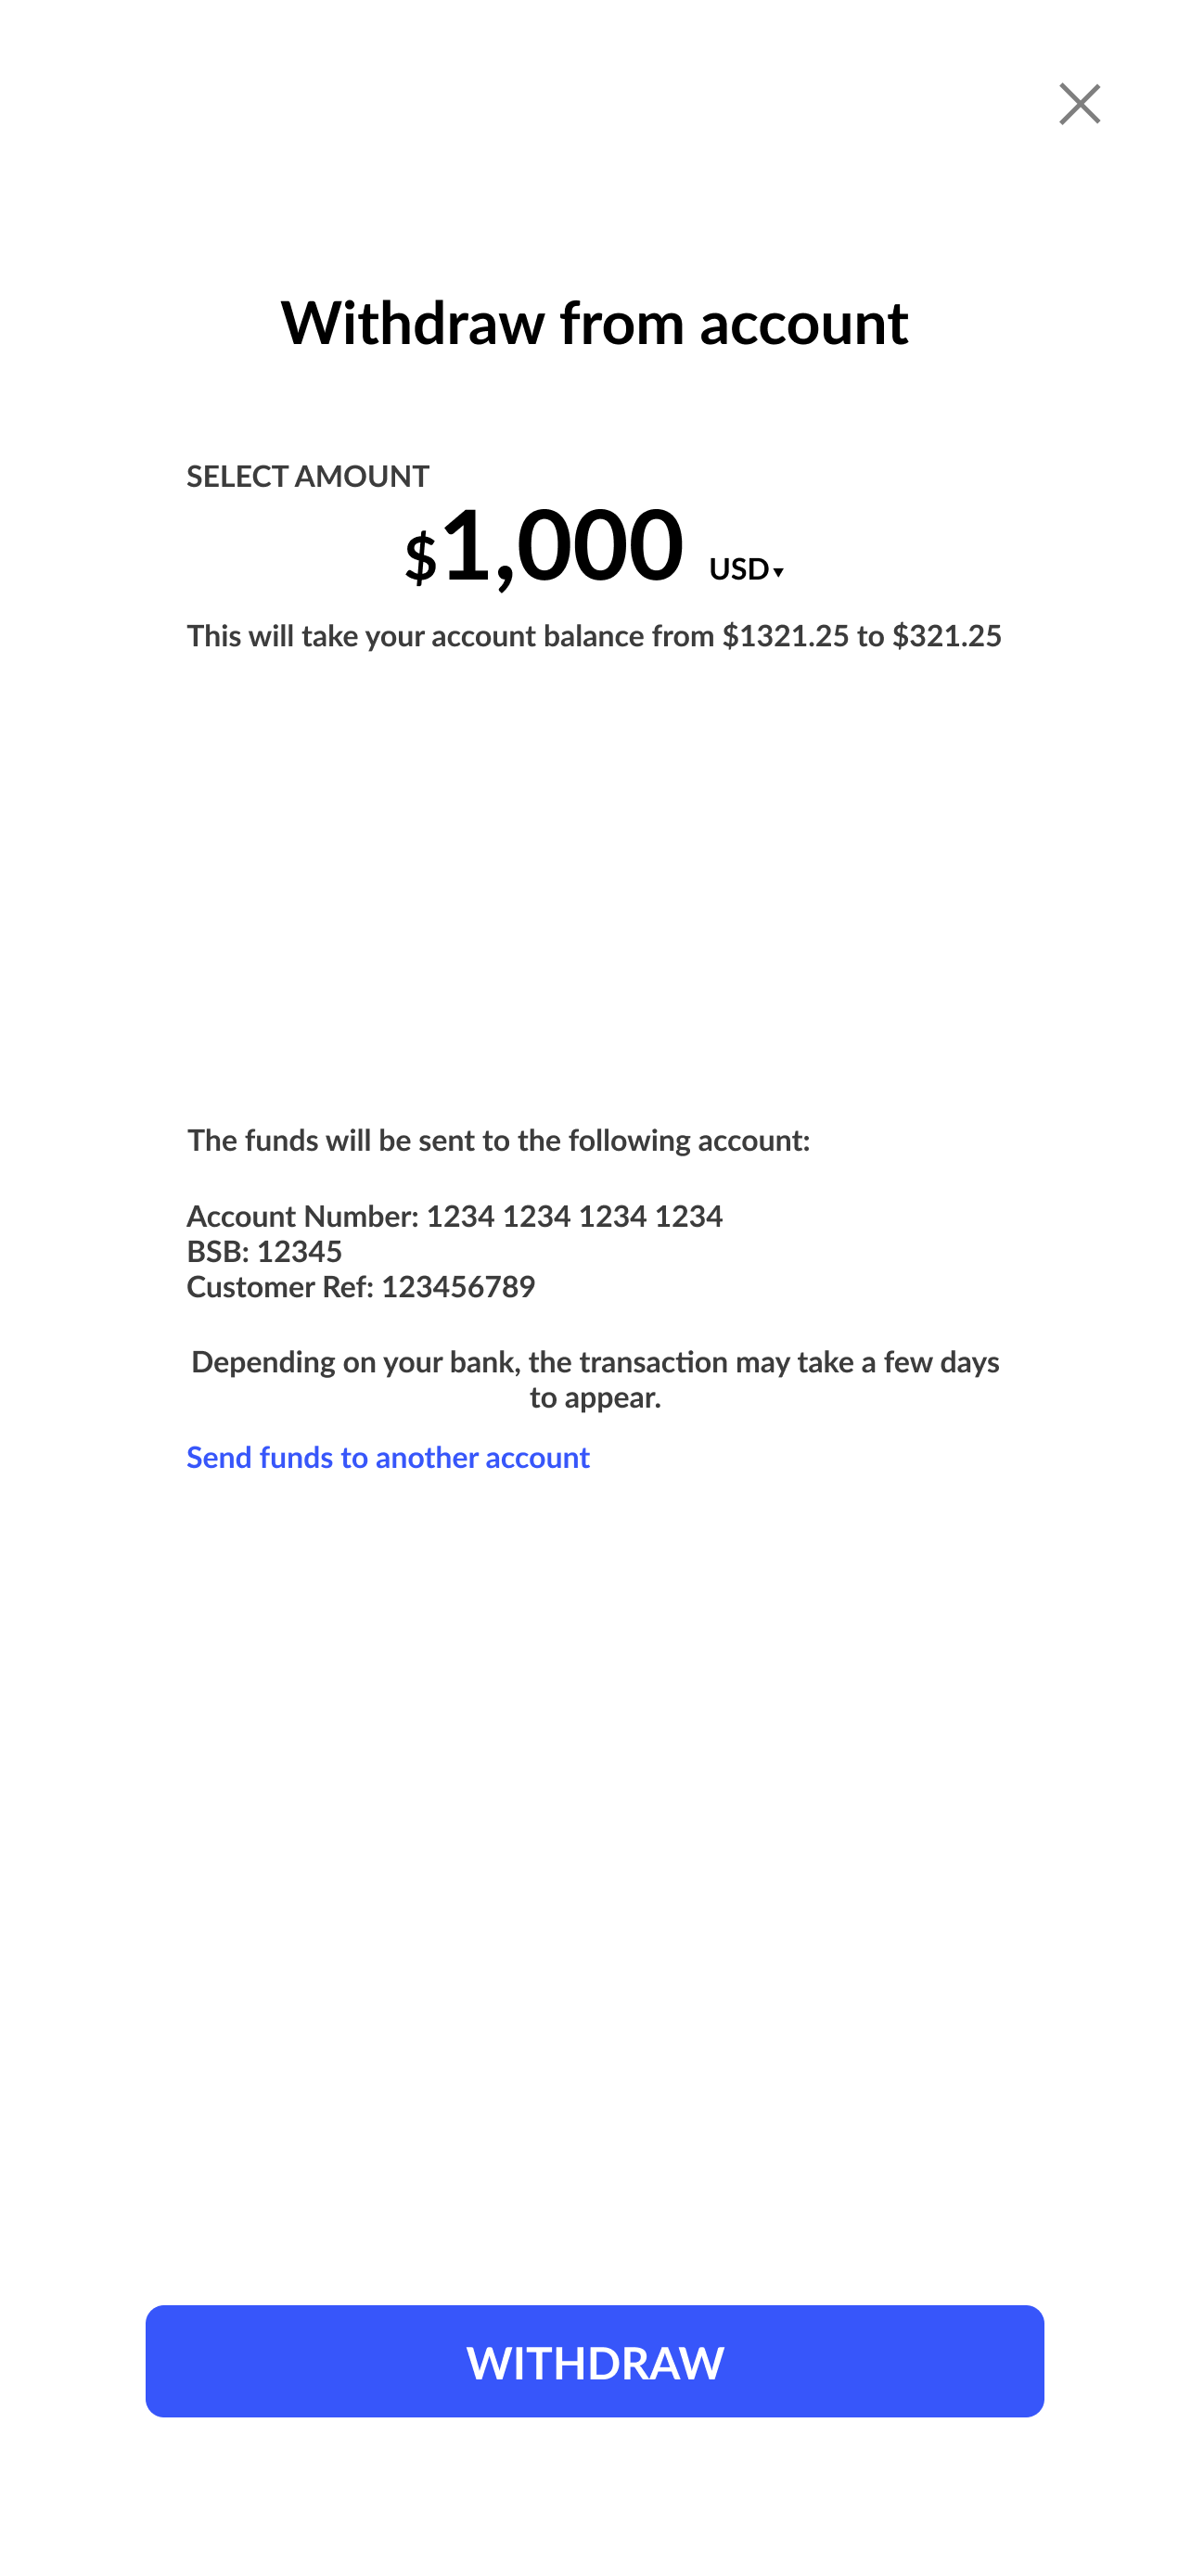 Withdraw from account
SELECT AMOUNT
$1,000 USD▾
This will take your account balance from $1321.25 to $321.25
The funds will be sent to the following account:
Account Number: 1234 1234 1234 1234
BSB: 12345
Customer Ref: 123456789
Depending on your bank, the transaction may take a few days
to appear.
Send funds to another account
WITHDRAW